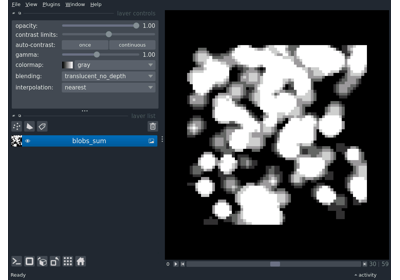 File View Plugins Window Help
layer controls
opacity: 1.00
contrast limits:
auto-contrast: once continuous
gamma: 1.00
colormap: gray
blending: translucent_no_depth
interpolation: nearest
layer list
blobs_sum
Ready
30 59
activity